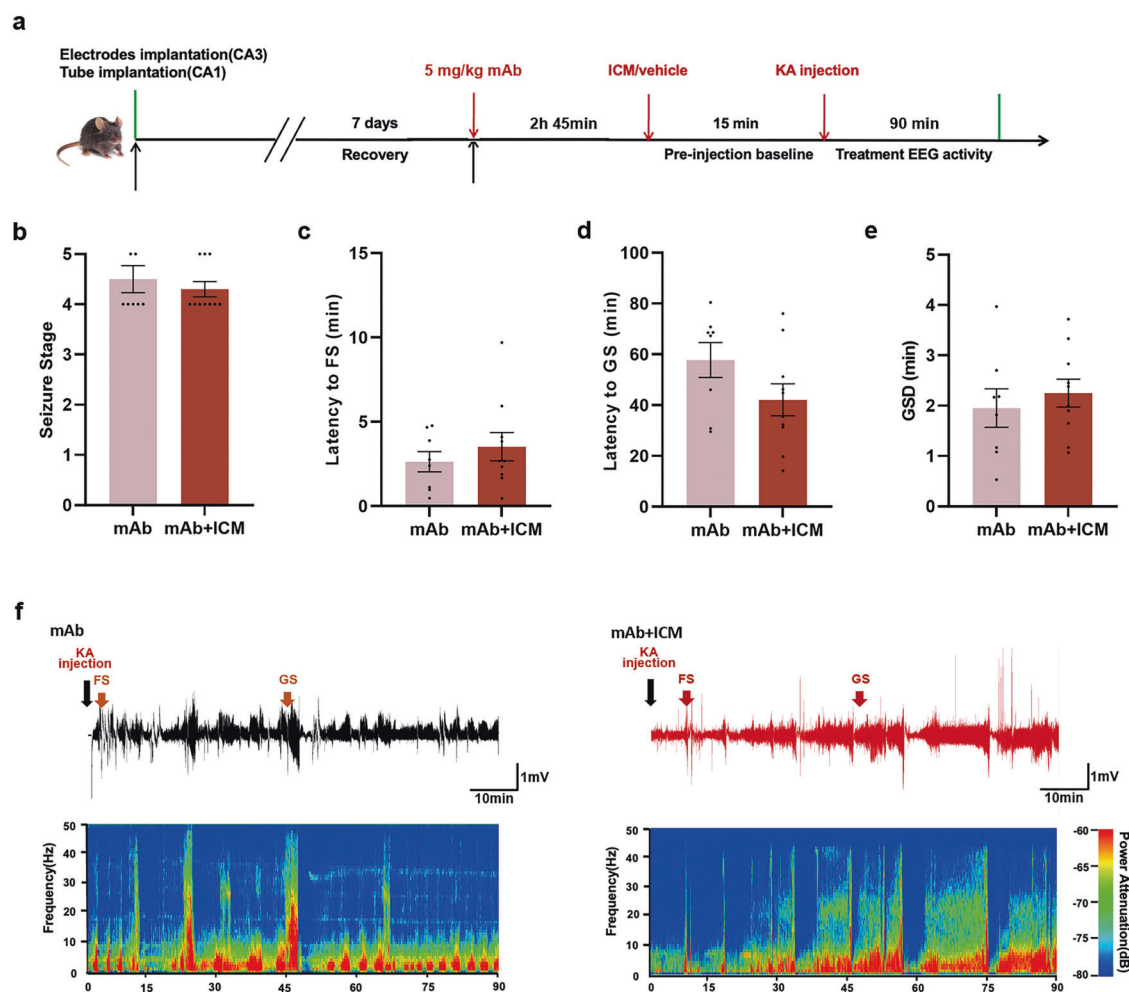 a
Electrodes implantation(CA3)
Tube implantation(CA1)
5 mg/kg mAb
ICM/vehicle
KA injection
7 days
2h 45min
15 min
90 min
Recovery
Pre-injection baseline
Treatment EEG activity
b
Seizure Stage
5
4
3
2
1
0
mAb
mAb+ICM
c
Latency to FS (min)
15
10
5
0
mAb
mAb+ICM
d
Latency to GS (min)
100
80
60
40
20
0
mAb
mAb+ICM
e
GSD (min)
5
4
3
2
1
0
mAb
mAb+ICM
f
mAb
KA
injection
FS
GS
1mV
10min
Frequency(Hz)
50
40
30
20
10
0
0 15 30 45 60 75 90
mAb+ICM
KA
injection
FS
GS
1mV
10min
Frequency(Hz)
50
40
30
20
10
0
0 15 30 45 60 75 90
-60
-65
-70
-75
-80
Power Attenuation(dB)